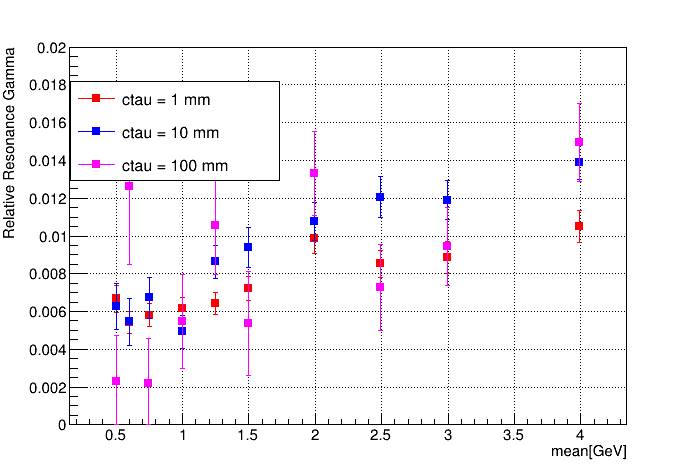 Relative Resonance Gamma
0.02
0.018
0.016
0.014
0.012
0.01
0.008
0.006
0.004
0.002
0
ctau = 1 mm
ctau = 10 mm
ctau = 100 mm
0.5 1 1.5 2 2.5 3 3.5 4
mean[GeV]